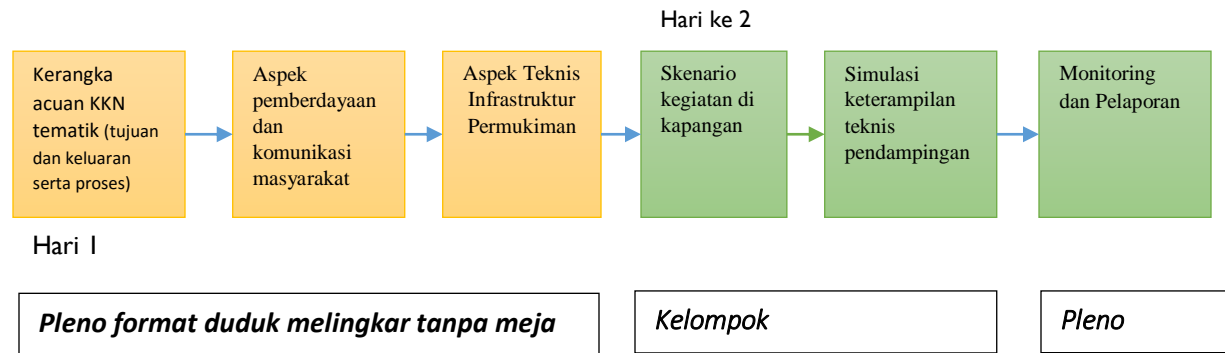 Hari ke 2
Kerangka
acuan KKN
tematik (tujuan
dan keluaran
serta proses)
Aspek
pemberdayaan
dan
komunikasi
masyarakat
Aspek Teknis
Infrastruktur
Permukiman
Skenario
kegiatan di
kapangan
Simulasi
keterampilan
teknis
pendampingan
Monitoring
dan Pelaporan
Hari 1
Pleno format duduk melingkar tanpa meja
Kelompok
Pleno